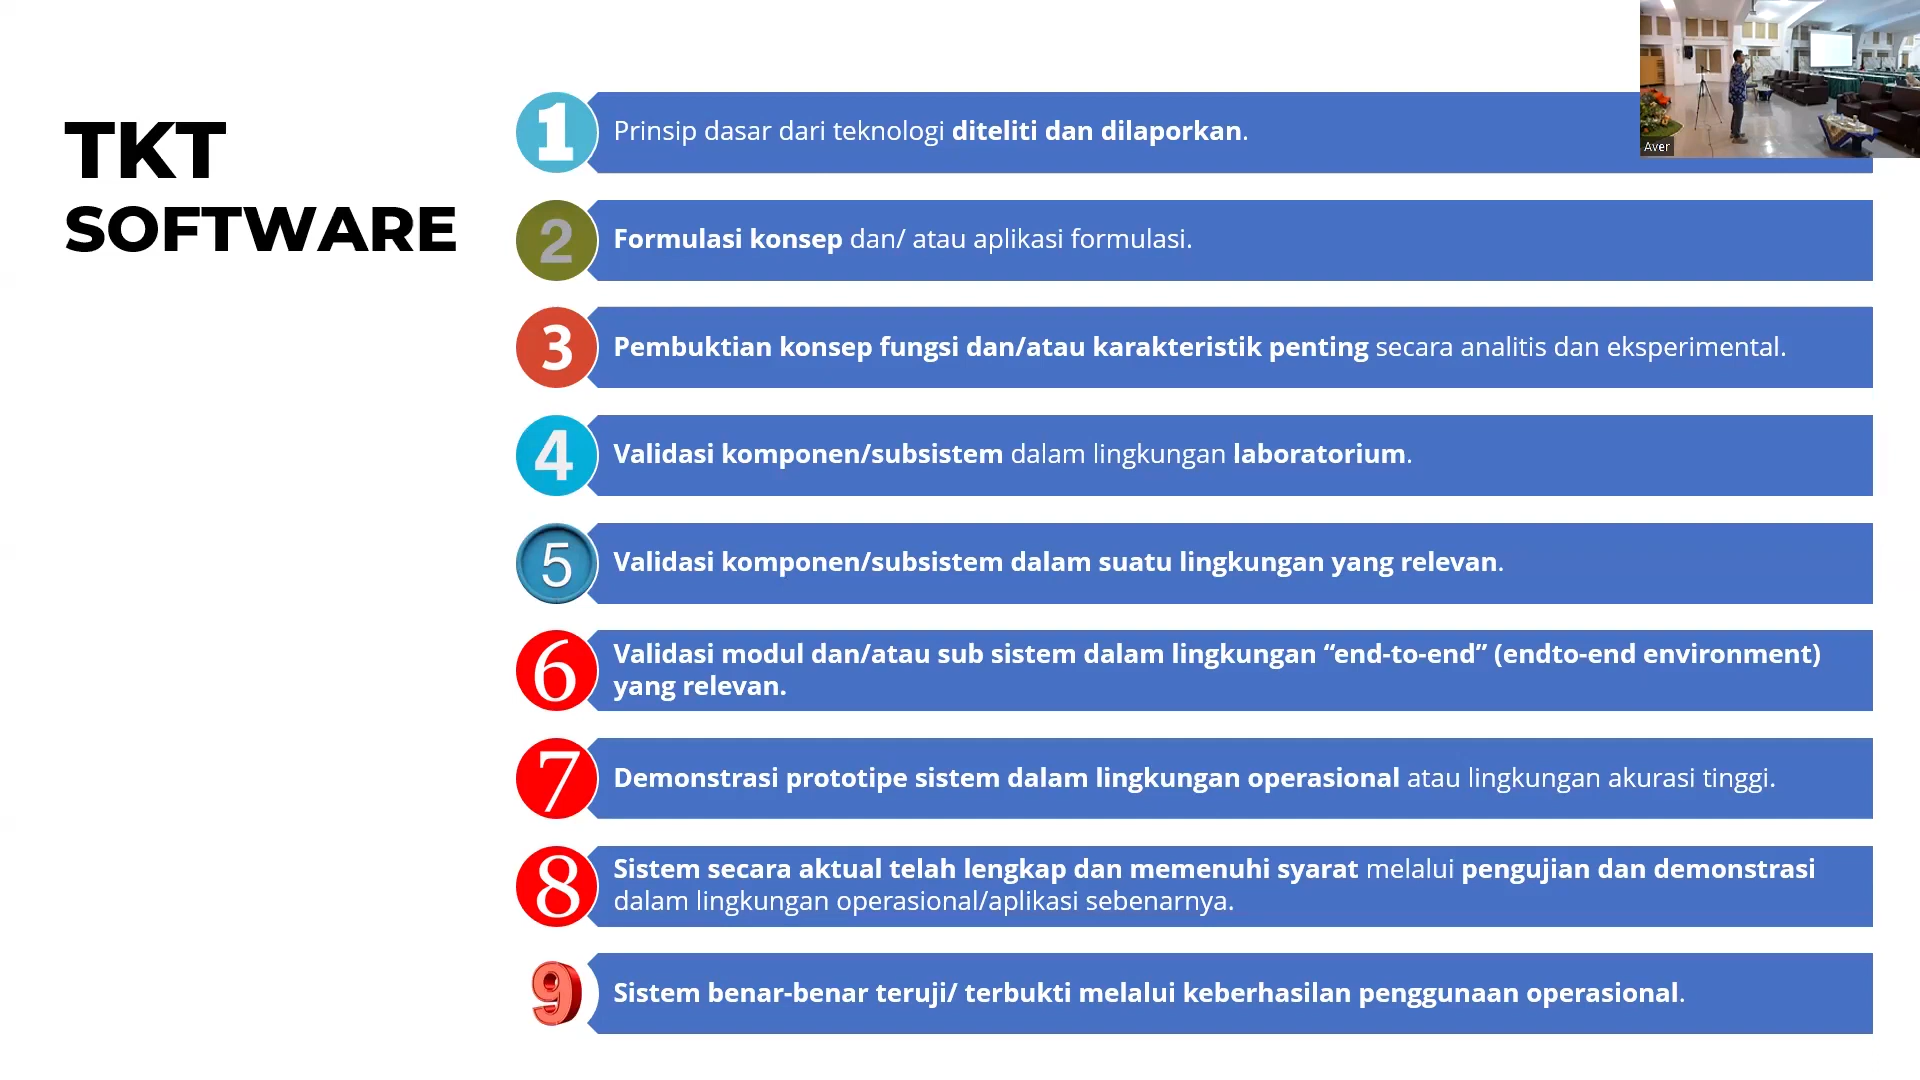 TKT
SOFTWARE
1
Prinsip dasar dari teknologi diteliti dan dilaporkan.
2
Formulasi konsep dan/ atau aplikasi formulasi.
3
Pembuktian konsep fungsi dan/atau karakteristik penting secara analitis dan eksperimental.
4
Validasi komponen/subsistem dalam lingkungan laboratorium.
5
Validasi komponen/subsistem dalam suatu lingkungan yang relevan.
6
Validasi modul dan/atau sub sistem dalam lingkungan “end-to-end” (endto-end environment)
yang relevan.
7
Demonstrasi prototipe sistem dalam lingkungan operasional atau lingkungan akurasi tinggi.
8
Sistem secara aktual telah lengkap dan memenuhi syarat melalui pengujian dan demonstrasi
dalam lingkungan operasional/aplikasi sebenarnya.
9
Sistem benar-benar teruji/ terbukti melalui keberhasilan penggunaan operasional.
Aver